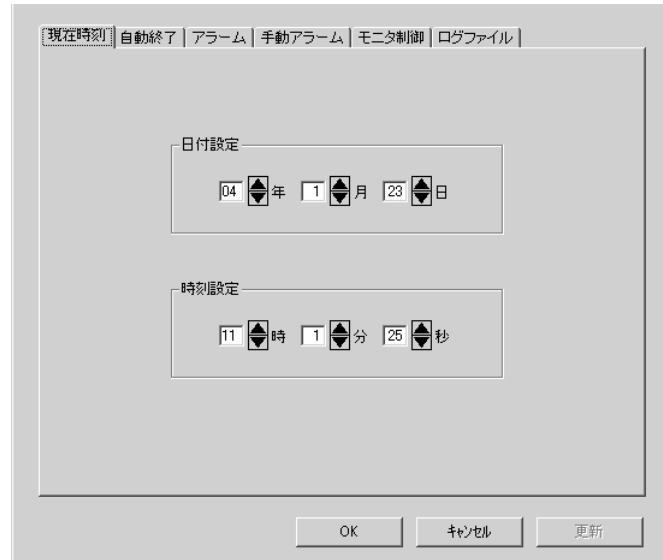 現在時刻 自動終了 アラーム 手動アラーム モニタ制御 ログファイル
日付設定
04 年 1 月 23 日
時刻設定
11 時 1 分 25 秒
OK ｷｬﾝｾﾙ 更新